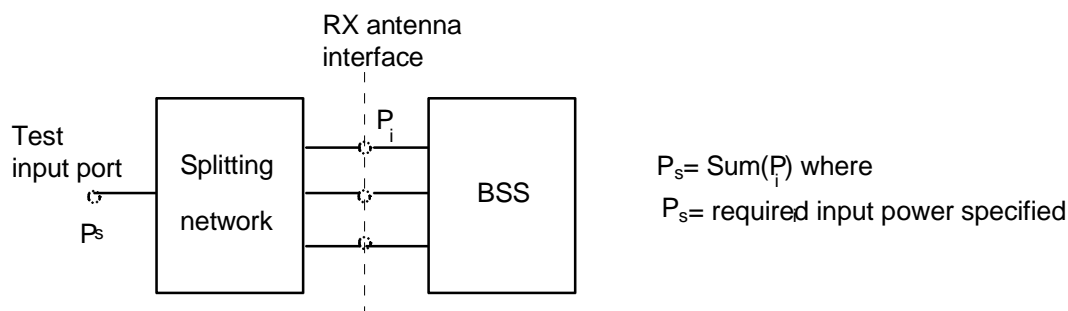 RX antenna
interface
Test
input port
Ps
Splitting
network
Pi
BSS
Ps= Sum(Pi) where
Ps= required input power specified